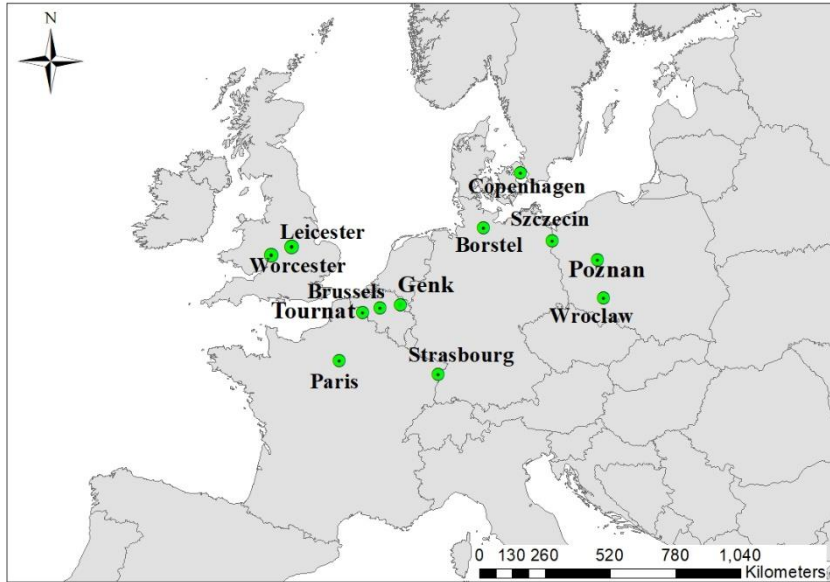 N
Copenhagen
Szczecin
Borstel
Leicester
Worcester
Poznan
Brussels
Genk
Tournat
Wroclaw
Strasbourg
Paris
0 130 260 520 780 1,040
Kilometers